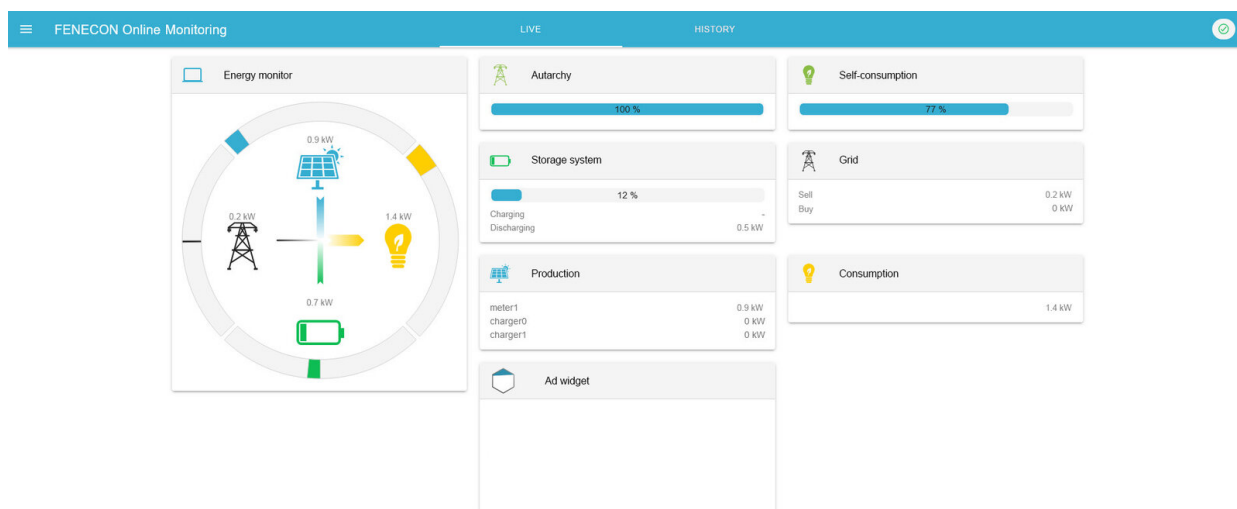 FENECON Online Monitoring
LIVE
HISTORY
Energy monitor
0.9 kW
0.2 kW
1.4 kW
0.7 kW
Autarchy
100 %
Self-consumption
77 %
Storage system
12 %
Charging -
Discharging 0.5 kW
Grid
Sell 0.2 kW
Buy 0 kW
Production
meter1 0.9 kW
charger0 0 kW
charger1 0 kW
Consumption
1.4 kW
Ad widget